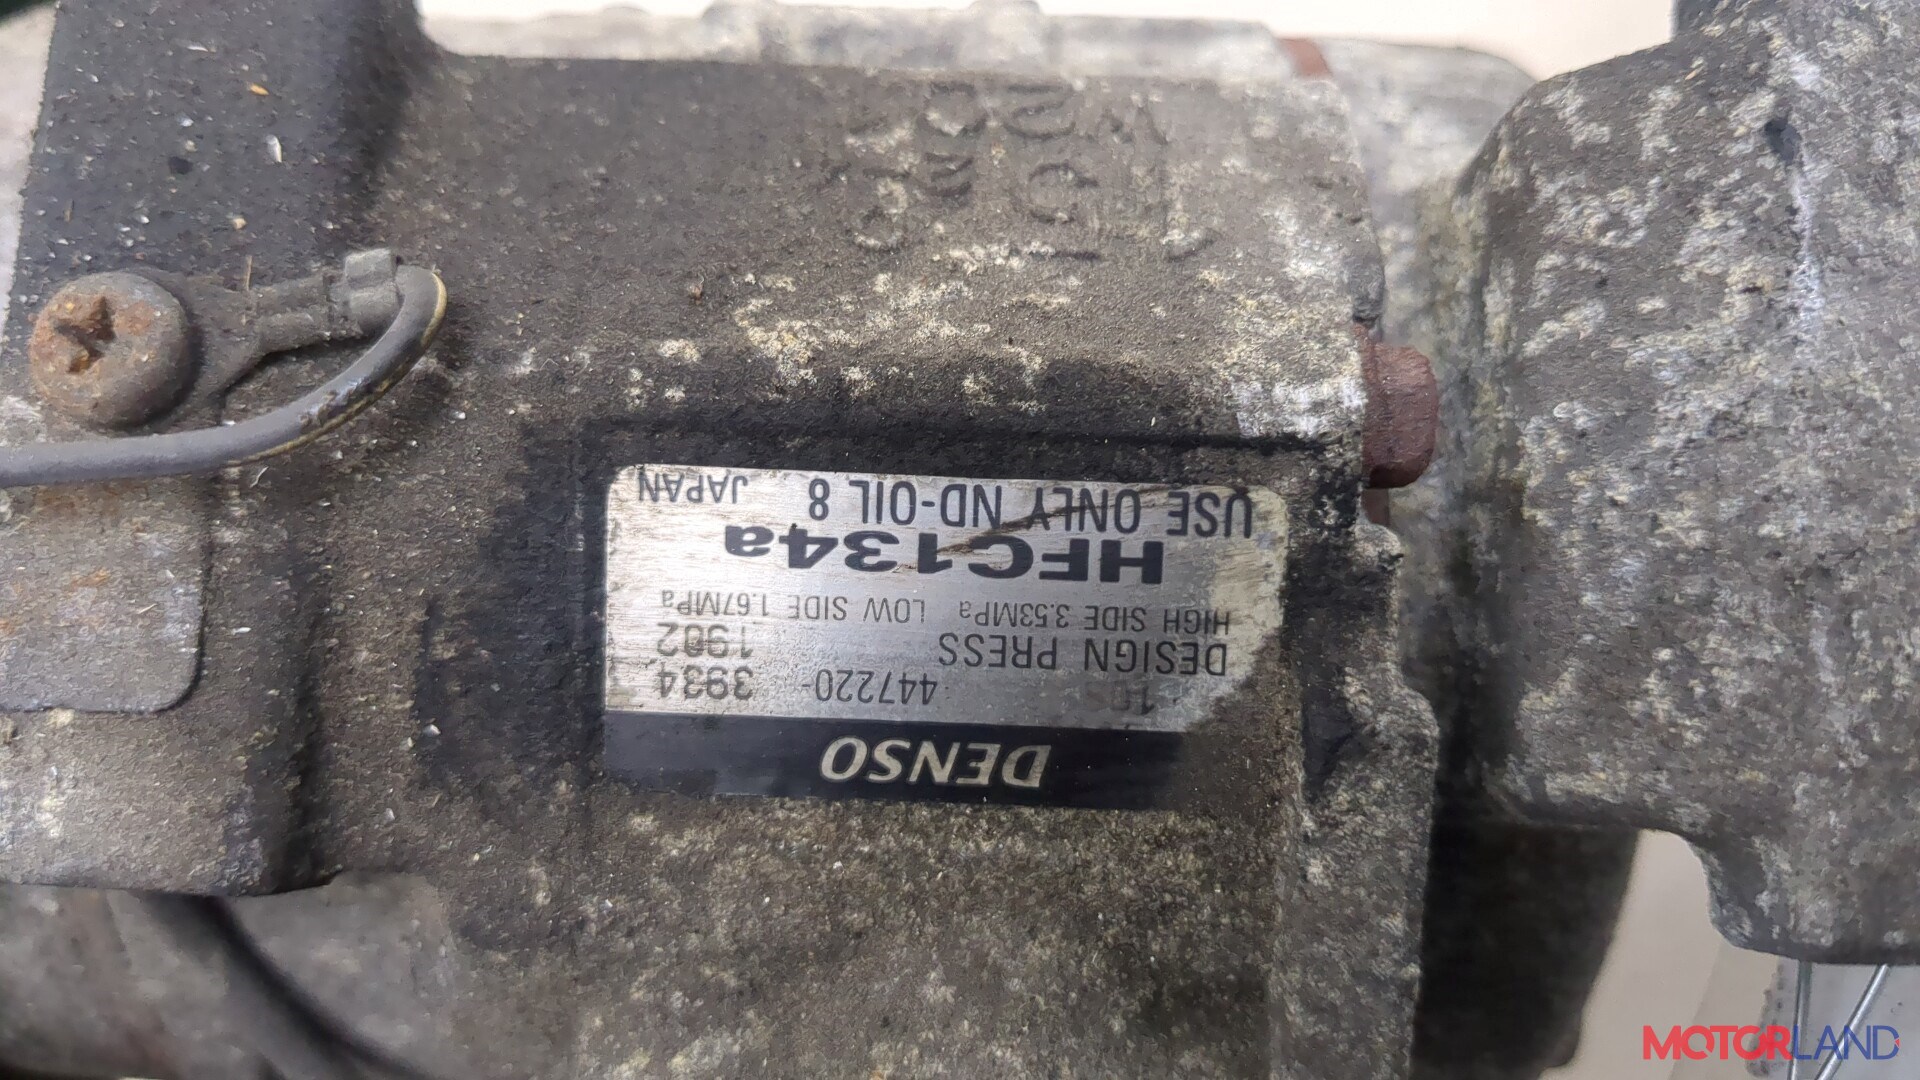 DENSO
447220-3934
DESIGN PRESS 1902
HIGH SIDE 3.53MPa LOW SIDE 1.67MPa
HFC134a
USE ONLY ND-OIL 8 JAPAN
MOTORLAND